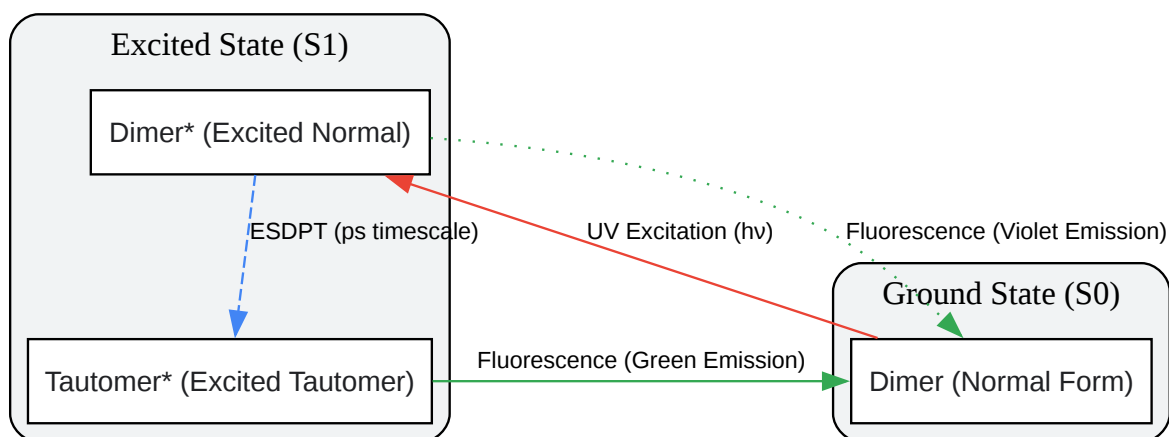 Excited State (S1)
Dimer* (Excited Normal)
ESDPT (ps timescale)
UV Excitation (hν)
Fluorescence (Violet Emission)
Ground State (S0)
Tautomer* (Excited Tautomer)
Fluorescence (Green Emission)
Dimer (Normal Form)